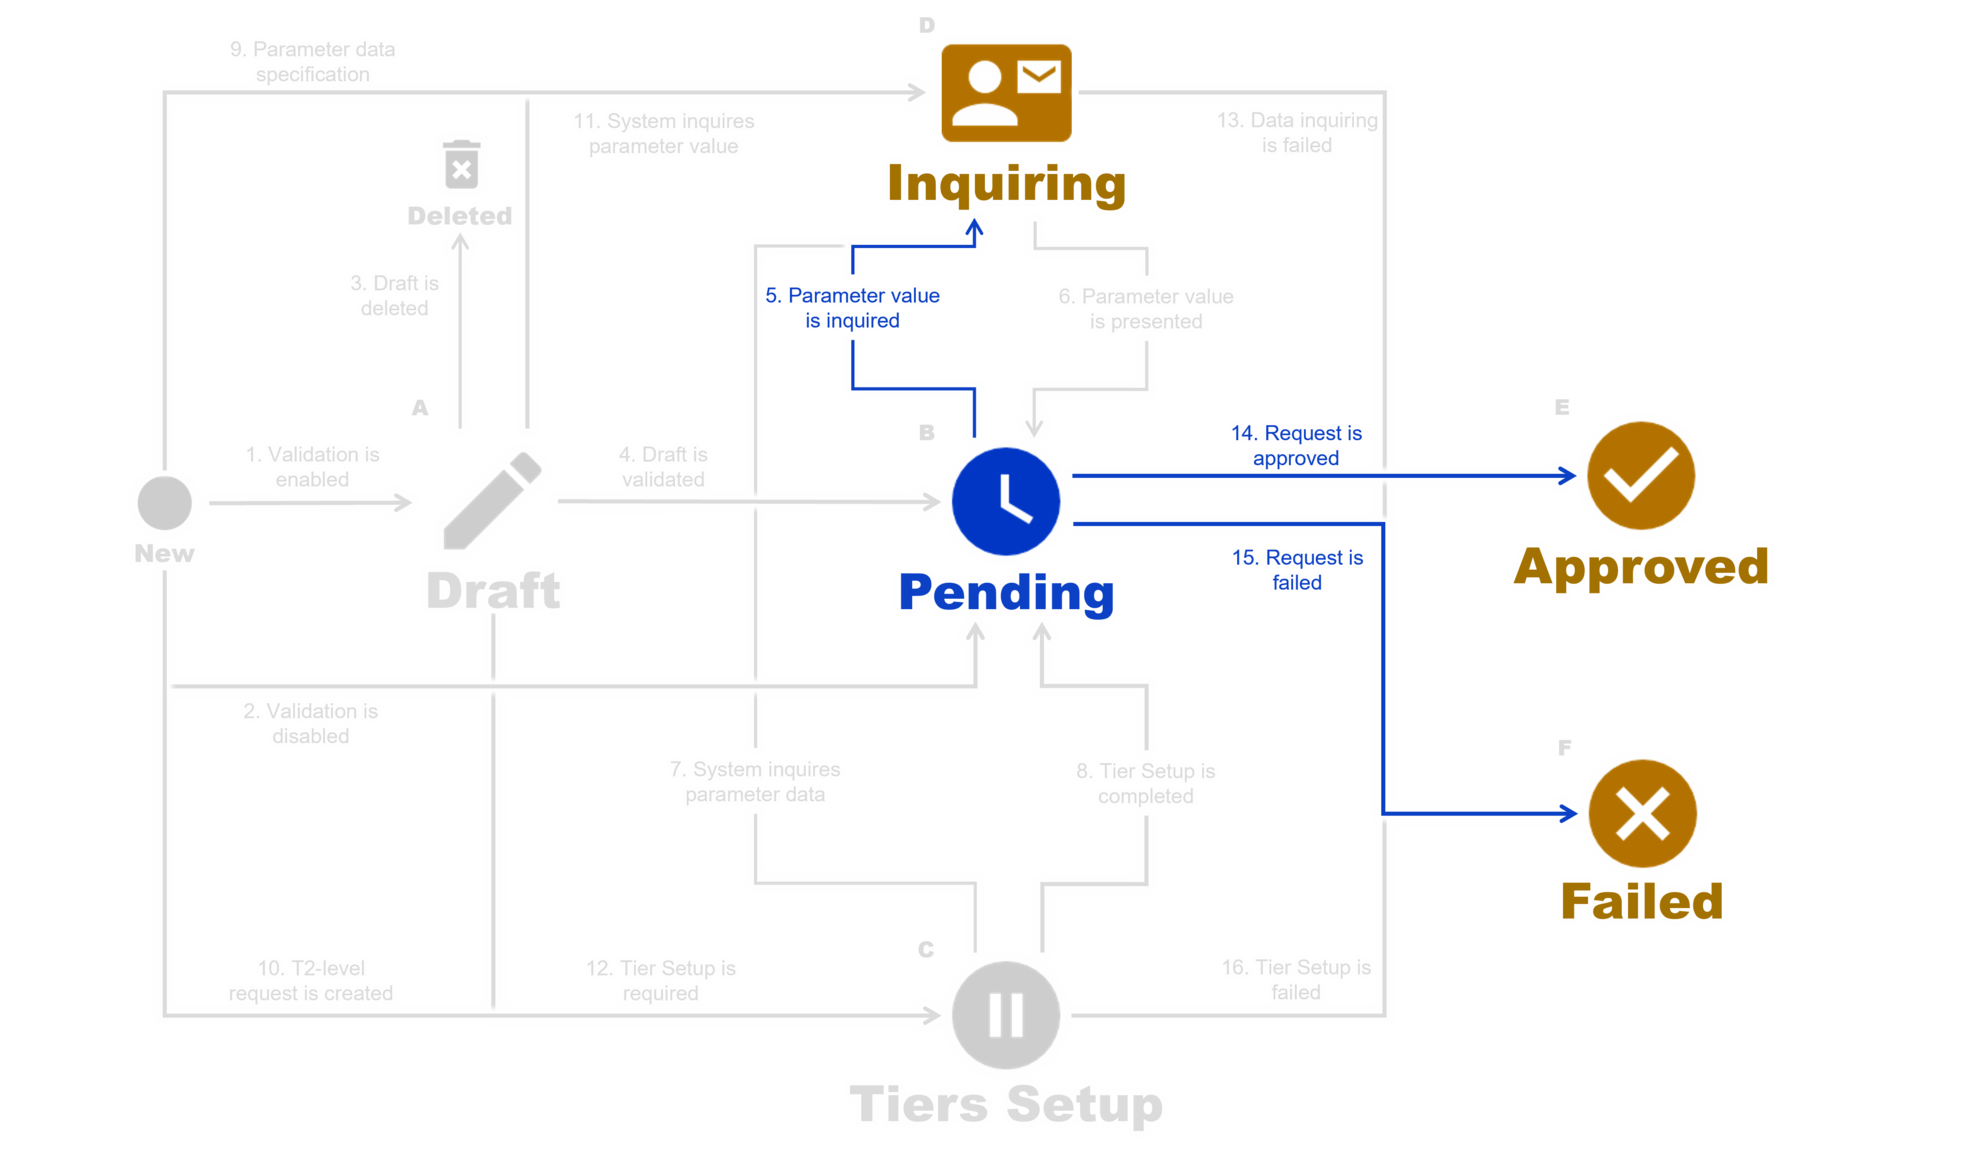 D
9. Parameter data
specification
11. System inquires
parameter value
13. Data inquiring
is failed
Inquiring
Deleted
3. Draft is
deleted
5. Parameter value
is inquired
6. Parameter value
is presented
A
B
E
1. Validation is
enabled
4. Draft is
validated
14. Request is
approved
New
Draft
Pending
15. Request is
failed
Approved
2. Validation is
disabled
7. System inquires
parameter data
8. Tier Setup is
completed
F
Failed
C
10. T2-level
request is created
12. Tier Setup is
required
16. Tier Setup is
failed
Tiers Setup